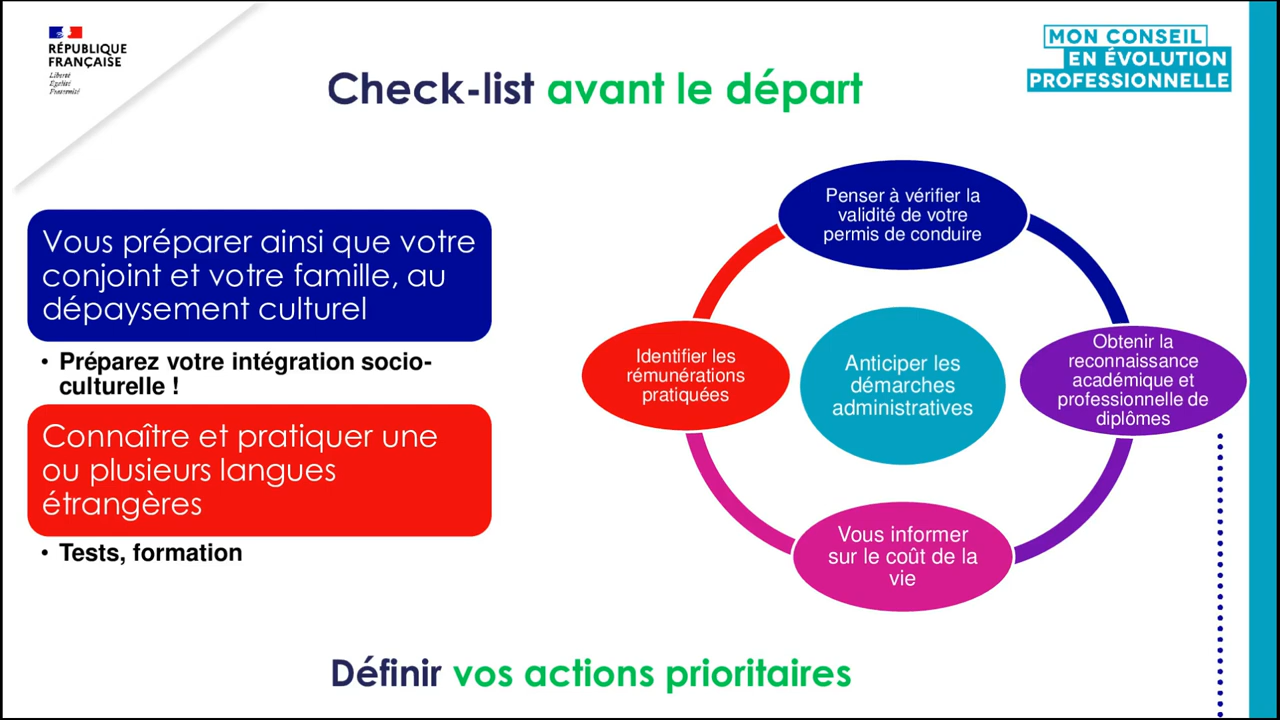 RÉPUBLIQUE
FRANÇAISE
Liberté
Égalité
Fraternité
MON CONSEIL
EN ÉVOLUTION
PROFESSIONNELLE
Check-list avant le départ
Vous préparer ainsi que votre
conjoint et votre famille, au
dépaysement culturel
• Préparez votre intégration socio-
culturelle !
Connaître et pratiquer une
ou plusieurs langues
étrangères
• Tests, formation
Penser à vérifier la
validité de votre
permis de conduire
Identifier les
rémunérations
pratiquées
Anticiper les
démarches
administratives
Obtenir la
reconnaissance
académique et
professionnelle de
diplômes
Vous informer
sur le coût de la
vie
Définir vos actions prioritaires